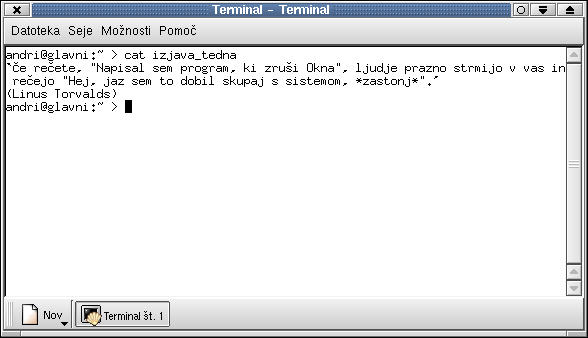 Terminal - Terminal
Datoteka Seje Možnosti Pomoč
andri@glavni:~ > cat izjava_tedna
`Če rečete, "Napisal sem program, ki zruši Okna", ljudje prazno strmijo v vas in
rečejo "Hej, jaz sem to dobil skupaj s sistemom, *zastonj*".´
(Linus Torvalds)
andri@glavni:~ >
Nov Terminal št. 1